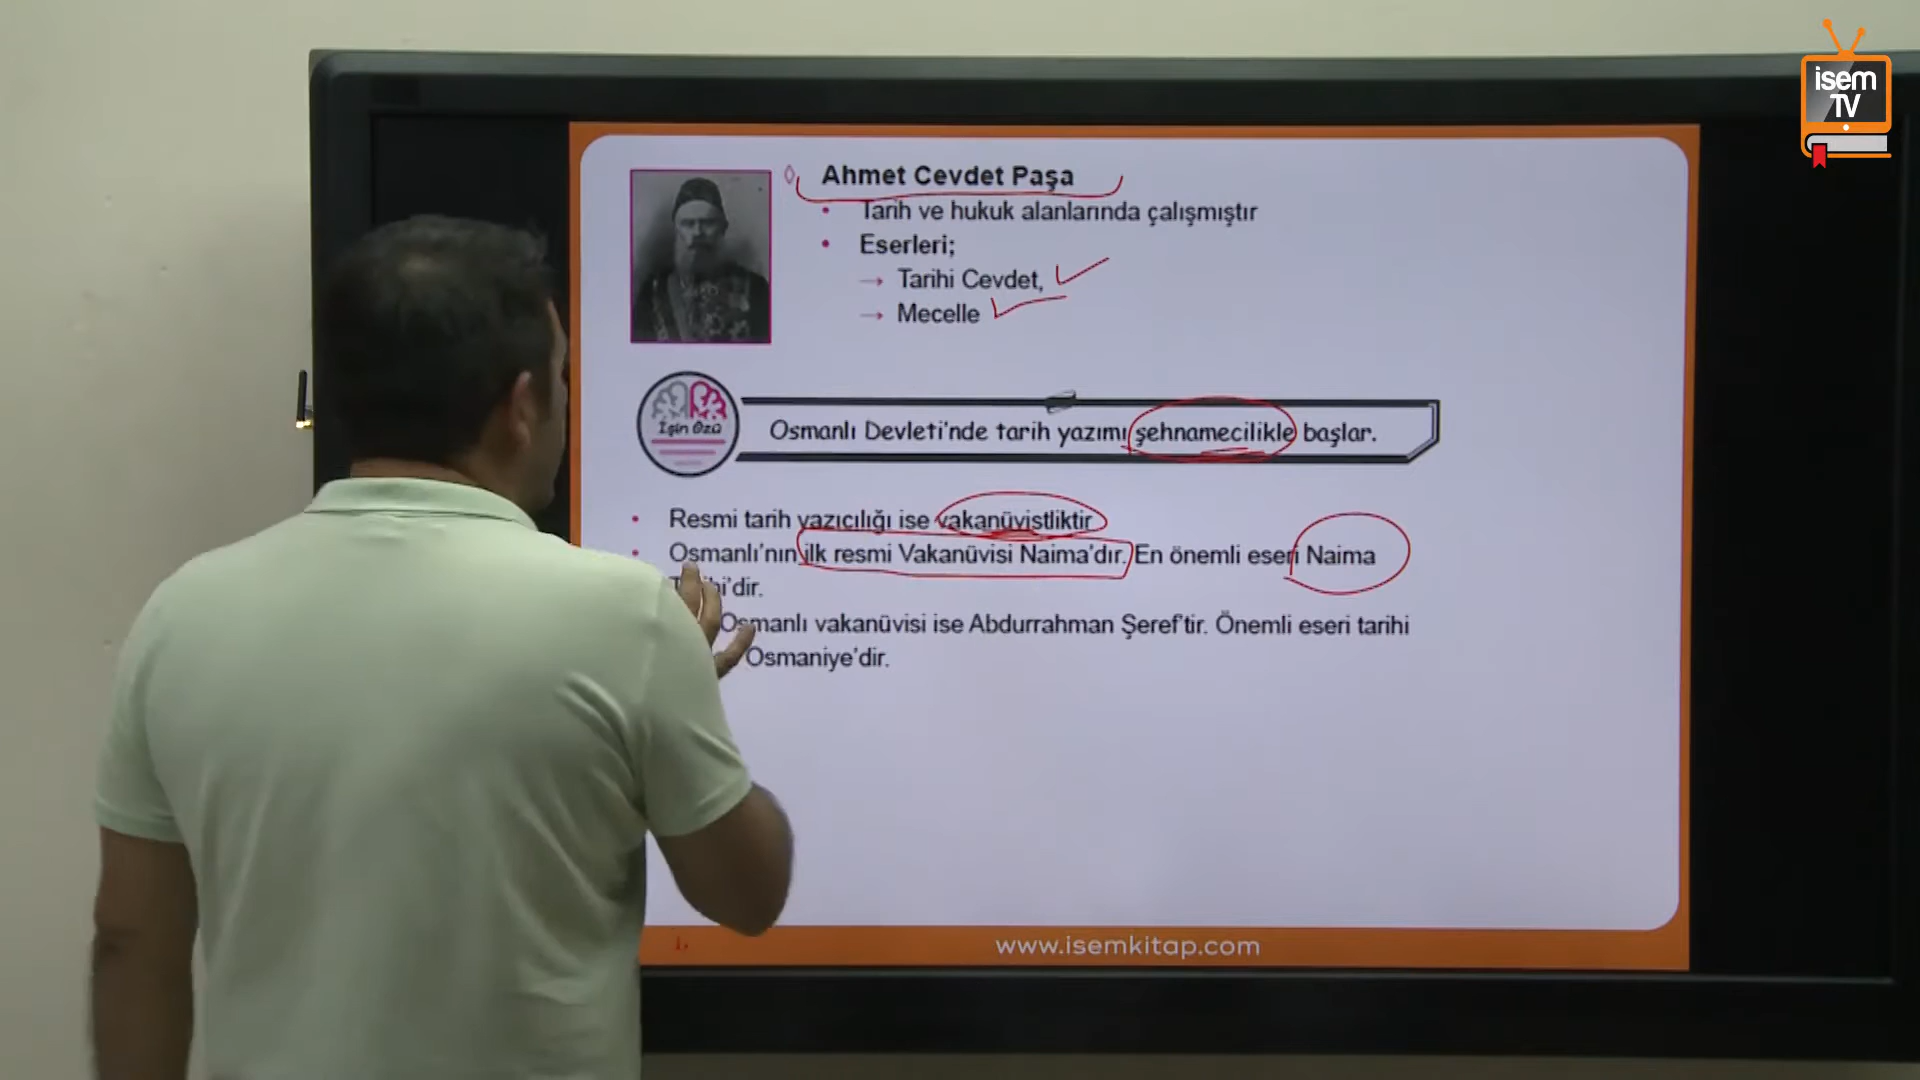 isem
TV
Ahmet Cevdet Paşa
• Tarih ve hukuk alanlarında çalışmıştır
• Eserleri;
→ Tarihi Cevdet,
→ Mecelle
İşin Özü
Osmanlı Devleti'nde tarih yazımı şehnamecilikle başlar.
• Resmi tarih yazıcılığı ise vakanüvistliktir
• Osmanlı'nın ilk resmi Vakanüvisi Naima'dır. En önemli eseri Naima
'dir.
Osmanlı vakanüvisi ise Abdurrahman Şeref'tir. Önemli eseri tarihi
Osmaniye'dir.
www.isemkitap.com